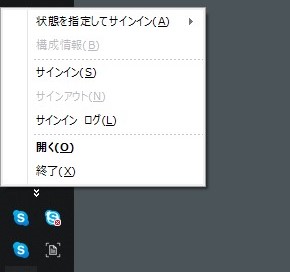 状態を指定してサインイン(A)
構成情報(B)
サインイン(S)
サインアウト(N)
サインイン ログ(L)
開く(O)
終了(X)